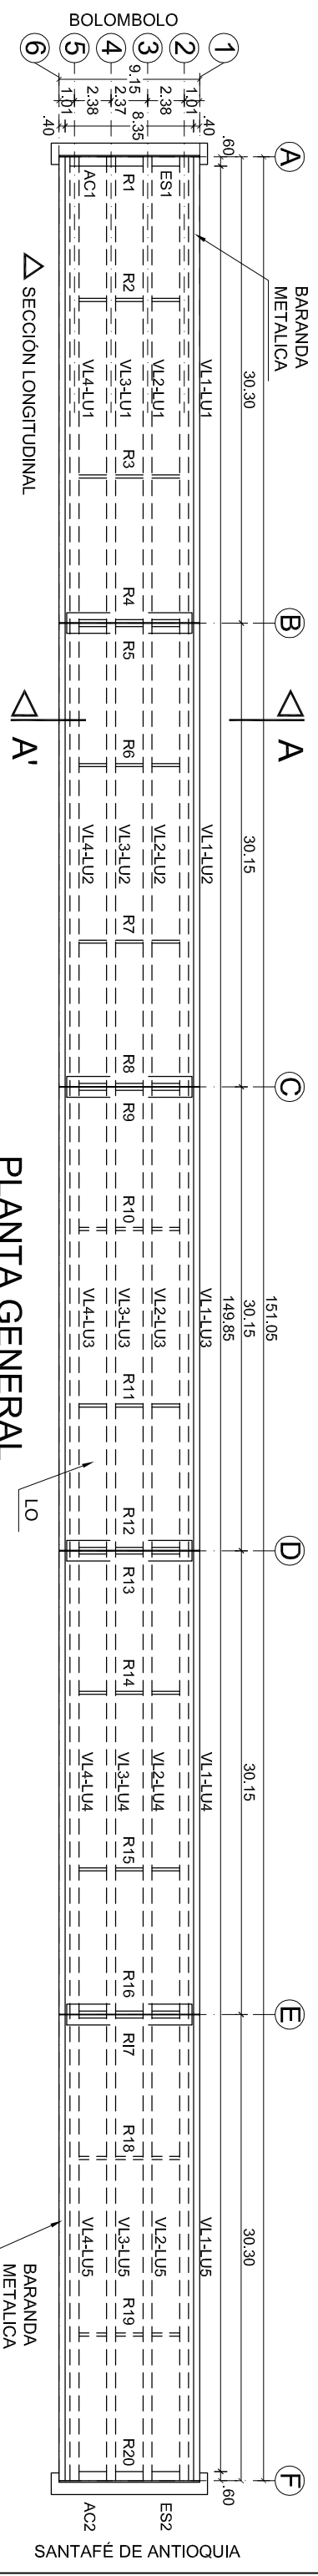 BOLOMBOLO
1
2
3
4
5
6
.40
1.01
2.38
2.37
2.38
1.01
.40
8.35
9.15
A
B
C
D
E
F
151.05
30.30
30.15
30.15
30.15
30.30
.60
149.85
.60
BARANDA
METALICA
A
VL1-LU1
VL1-LU2
VL1-LU3
VL1-LU4
VL1-LU5
ES1
VL2-LU1
VL2-LU2
VL2-LU3
VL2-LU4
VL2-LU5
ES2
R1
R2
R3
R4
R5
R6
R7
R8
R9
R10
R11
R12
R13
R14
R15
R16
RI7
R18
R19
R20
VL3-LU1
VL3-LU2
VL3-LU3
VL3-LU4
VL3-LU5
AC1
VL4-LU1
VL4-LU2
VL4-LU3
VL4-LU4
VL4-LU5
AC2
SECCIÓN LONGITUDINAL
A'
LO
BARANDA
METALICA
PLANTA GENERAL
SANTAFÉ DE ANTIOQUIA